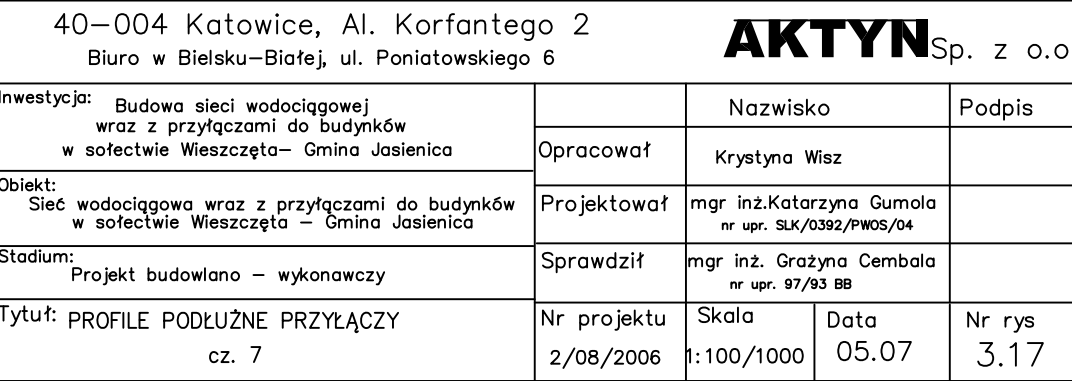 40-004 Katowice, Al. Korfantego 2
Biuro w Bielsku-Białej, ul. Poniatowskiego 6
AKTYN Sp. z o.o
Inwestycja:
Budowa sieci wodociągowej
wraz z przyłączami do budynków
w sołectwie Wieszczęta- Gmina Jasienica
Nazwisko
Podpis
Opracował
Krystyna Wisz
Obiekt:
Sieć wodociągowa wraz z przyłączami do budynków
w sołectwie Wieszczęta - Gmina Jasienica
Projektował
mgr inż.Katarzyna Gumola
nr upr. SLK/0392/PWOS/04
Stadium:
Projekt budowlano - wykonawczy
Sprawdził
mgr inż. Grażyna Cembala
nr upr. 97/93 BB
Tytuł: PROFILE PODŁUŻNE PRZYŁĄCZY
cz. 7
Nr projektu
2/08/2006
Skala
1:100/1000
Data
05.07
Nr rys
3.17